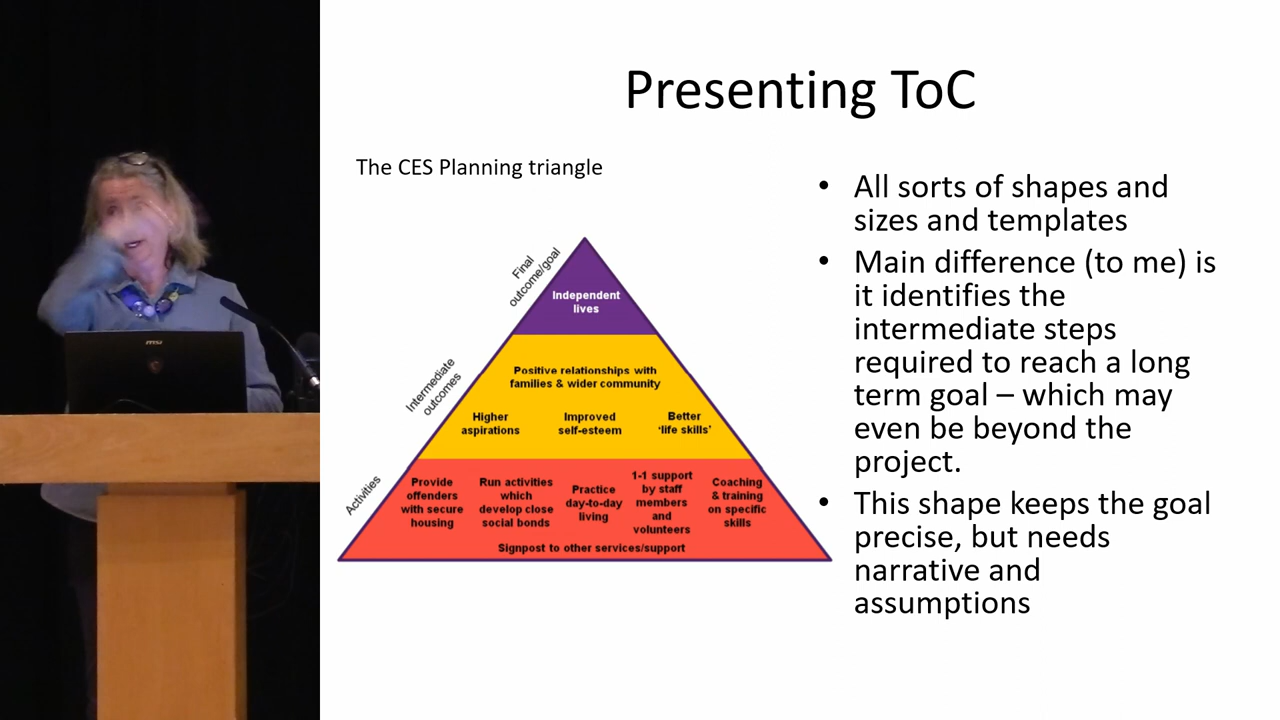 Presenting ToC
The CES Planning triangle
Final
outcome/goal
Independent
lives
Intermediate
outcomes
Positive relationships with
families & wider community
Higher
aspirations
Improved
self-esteem
Better
‘life skills’
Activities
Provide
offenders
with secure
housing
Run activities
which
develop close
social bonds
Practice
day-to-day
living
1-1 support
by staff
members
and
volunteers
Coaching
& training
on specific
skills
Signpost to other services/support
• All sorts of shapes and
sizes and templates
• Main difference (to me) is
it identifies the
intermediate steps
required to reach a long
term goal – which may
even be beyond the
project.
• This shape keeps the goal
precise, but needs
narrative and
assumptions
msi